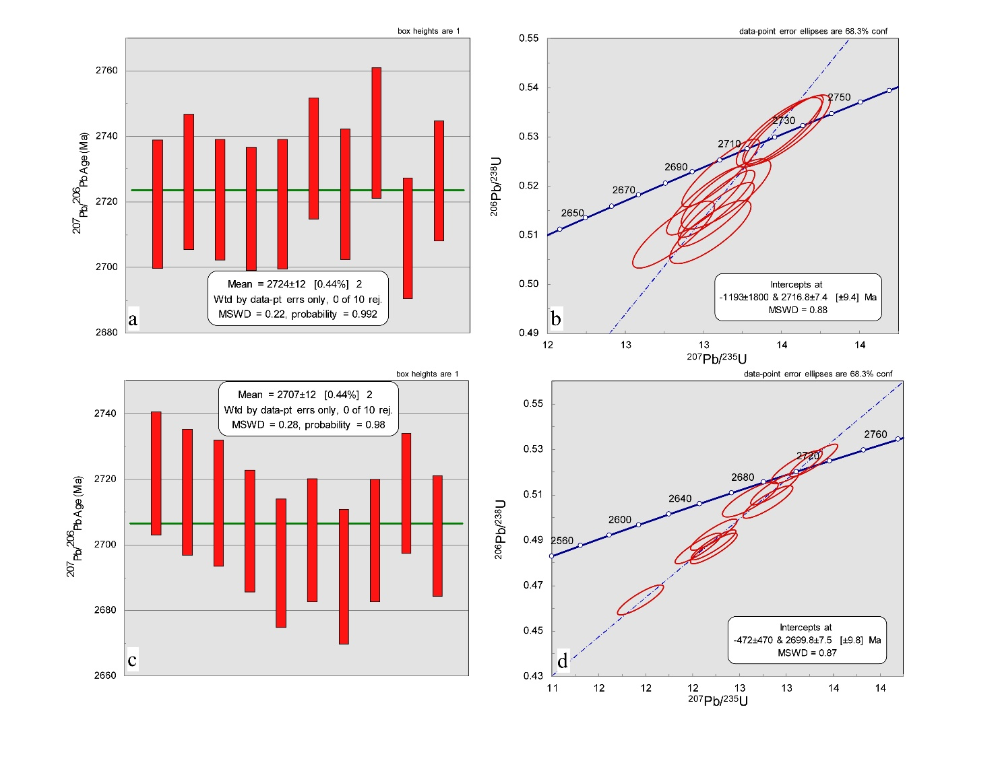 box heights are 1
2760
2740
2720
2700
2680
207Pb/206Pb Age (Ma)
Mean = 2724±12 [0.44%] 2
Wtd by data-pt errs only, 0 of 10 rej.
MSWD = 0.22, probability = 0.992
a
data-point error ellipses are 68.3% conf
0.55
0.54
0.53
0.52
0.51
0.50
0.49
206Pb/238U
2750
2730
2710
2690
2670
2650
Intercepts at
-1193±1800 & 2716.8±7.4 [±9.4] Ma
MSWD = 0.88
b
12 13 13 14 14
207Pb/235U
box heights are 1
Mean = 2707±12 [0.44%] 2
Wtd by data-pt errs only, 0 of 10 rej.
MSWD = 0.28, probability = 0.98
2740
2720
2700
2680
2660
207Pb/206Pb Age (Ma)
c
data-point error ellipses are 68.3% conf
0.55
0.53
0.51
0.49
0.47
0.45
0.43
206Pb/238U
2760
2720
2680
2640
2600
2560
Intercepts at
-472±470 & 2699.8±7.5 [±9.8] Ma
MSWD = 0.87
d
11 12 12 13 13 14 14
207Pb/235U